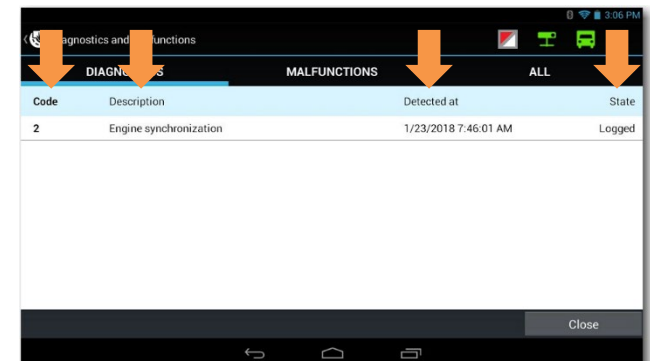 3:06 PM
agnostics and unctions
DIAGN S MALFUNCTIONS ALL
Code Description Detected at State
2 Engine synchronization 1/23/2018 7:46:01 AM Logged
Close